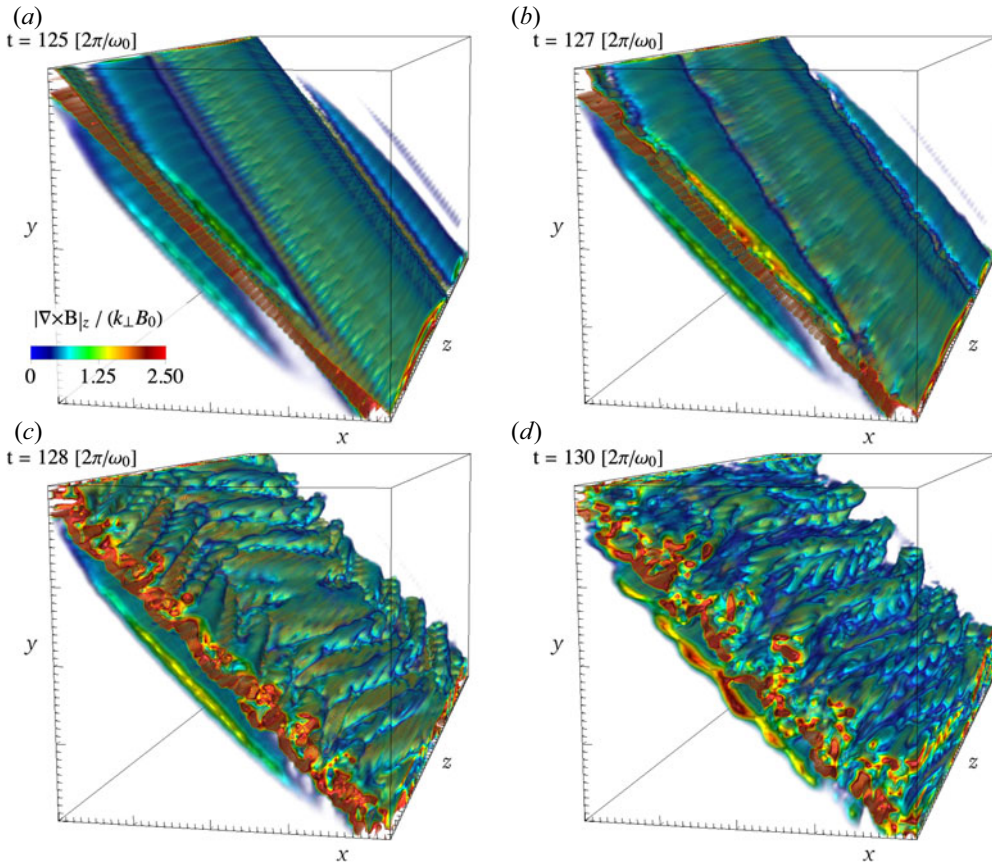 (a)
t = 125 [2π/ω₀]
y
|∇×B|z / (k⊥B₀)
0 1.25 2.50
z
x
(b)
t = 127 [2π/ω₀]
y
z
x
(c)
t = 128 [2π/ω₀]
y
z
x
(d)
t = 130 [2π/ω₀]
y
z
x